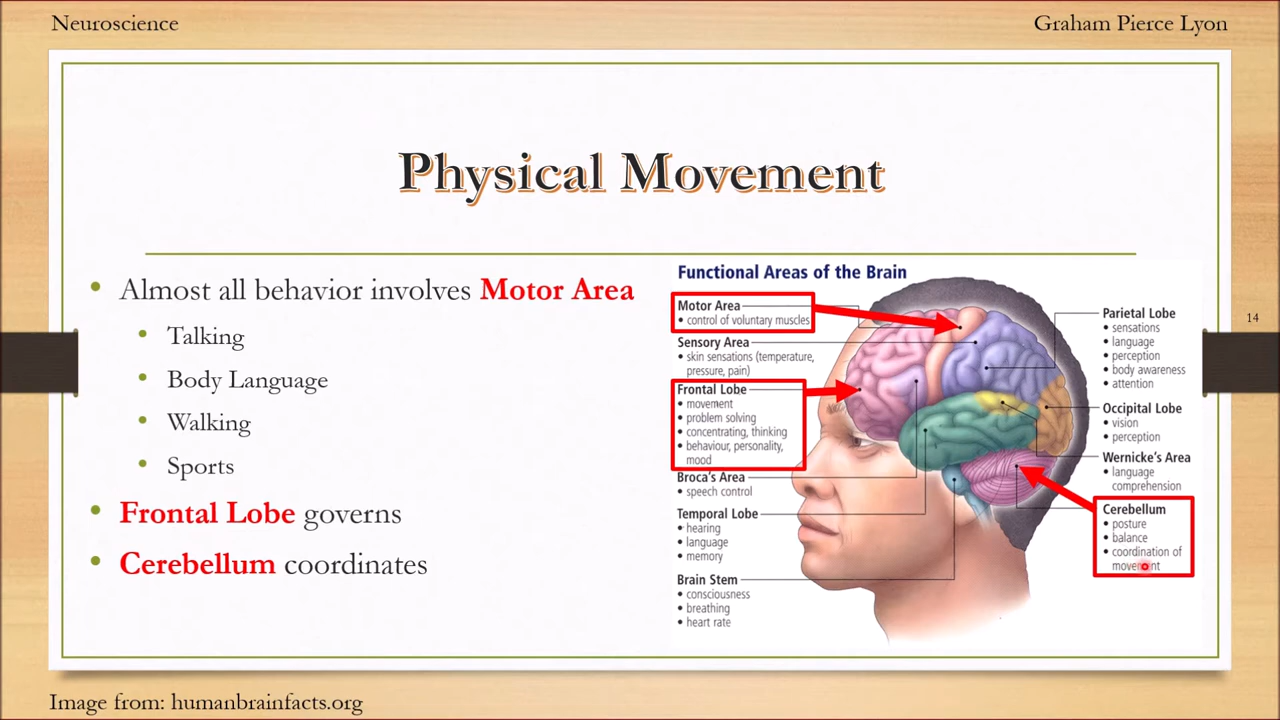 Neuroscience
Graham Pierce Lyon
Physical Movement
14
Almost all behavior involves Motor Area
Talking
Body Language
Walking
Sports
Frontal Lobe governs
Cerebellum coordinates
Functional Areas of the Brain
Motor Area
• control of voluntary muscles
Sensory Area
• skin sensations (temperature,
pressure, pain)
Frontal Lobe
• movement
• problem solving
• concentrating, thinking
• behaviour, personality,
mood
Broca's Area
• speech control
Temporal Lobe
• hearing
• language
• memory
Brain Stem
• consciousness
• breathing
• heart rate
Parietal Lobe
• sensations
• language
• perception
• body awareness
• attention
Occipital Lobe
• vision
• perception
Wernicke's Area
• language
comprehension
Cerebellum
• posture
• balance
• coordination of
movement
Image from: humanbrainfacts.org